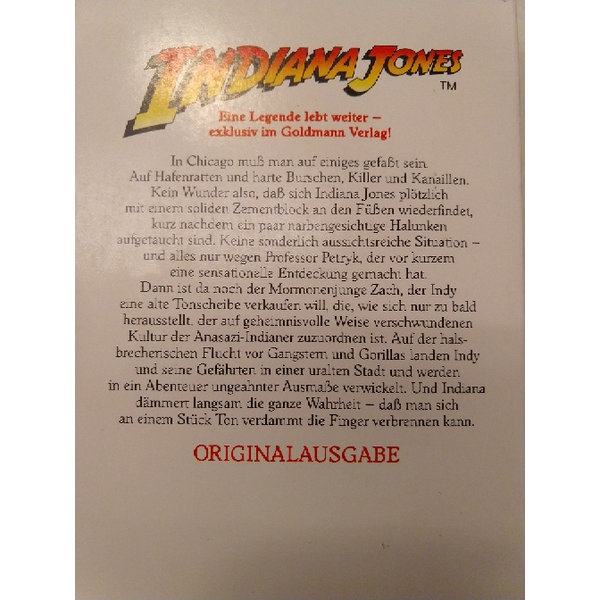 INDIANA JONES
TM
Eine Legende lebt weiter –
exklusiv im Goldmann Verlag!
In Chicago muß man auf einiges gefaßt sein.
Auf Hafenratten und harte Burschen, Killer und Kanaillen.
Kein Wunder also, daß sich Indiana Jones plötzlich
mit einem soliden Zementblock an den Füßen wiederfindet,
kurz nachdem ein paar narbengesichtige Halunken
aufgetaucht sind. Keine sonderlich aussichtsreiche Situation –
und alles nur wegen Professor Petryk, der vor kurzem
eine sensationelle Entdeckung gemacht hat.
Dann ist da noch der Mormonenjunge Zach, der Indy
eine alte Tonscheibe verkaufen will, die, wie sich nur zu bald
herausstellt, der auf geheimnisvolle Weise verschwundenen
Kultur der Anasazi-Indianer zuzuordnen ist. Auf der hals-
brecherischen Flucht vor Gangstern und Gorillas landen Indy
und seine Gefährten in einer uralten Stadt und werden
in ein Abenteuer ungeahnter Ausmaße verwickelt. Und Indiana
dämmert langsam die ganze Wahrheit – daß man sich
an einem Stück Ton verdammt die Finger verbrennen kann.
ORIGINALAUSGABE